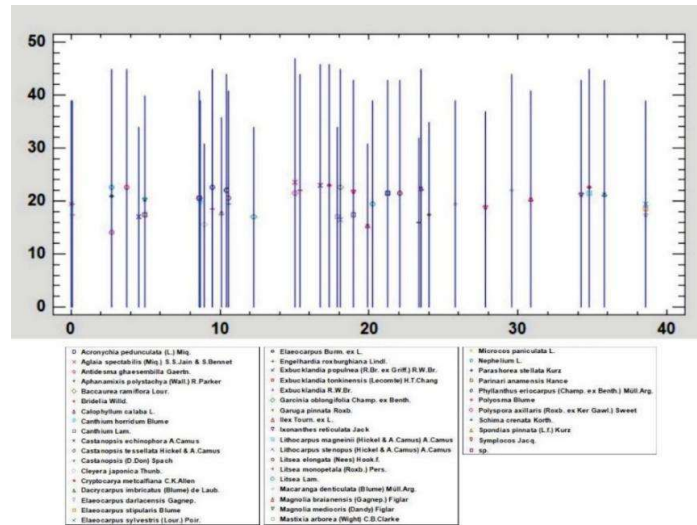 50
40
30
20
10
0
0 10 20 30 40
Acronychia pedunculata (L.) Miq.
Aglaia spectabilis (Miq.) S.S.Jain & S.Bennet
Antidesma ghaesembilla Gaertn.
Aphanamixis polystachya (Wall.) R.Parker
Baccaurea ramiflora Lour.
Bridelia Willd.
Calophyllum calaba L.
Canthium horridum Blume
Canthium Lam.
Castanopsis echinophora A.Camus
Castanopsis tessellata Hickel & A.Camus
Castanopsis (D.Don) Spach
Cleyera japonica Thunb.
Cryptocarya metcalfiana C.K.Allen
Dacrycarpus imbricatus (Blume) de Laub.
Elaeocarpus darlacensis Gagnep.
Elaeocarpus stipularis Blume
Elaeocarpus sylvestris (Lour.) Poir.
Elaeocarpus Burm. ex L.
Engelhardia roxburghiana Lindl.
Exbucklandia populnea (R.Br. ex Griff.) R.W.Br.
Exbucklandia tonkinensis (Lecomte) H.T.Chang
Exbucklandia R.W.Br.
Garcinia oblongifolia Champ. ex Benth.
Garuga pinnata Roxb.
Ilex Tourn. ex L.
Ixonanthes reticulata Jack
Lithocarpus magneinii (Hickel & A.Camus) A.Camus
Lithocarpus stenopus (Hickel & A.Camus) A.Camus
Litsea elongata (Nees) Hook.f.
Litsea monopetala (Roxb.) Pers.
Litsea Lam.
Macaranga denticulata (Blume) Müll.Arg.
Magnolia braianensis (Gagnep.) Figlar
Magnolia mediocris (Dandy) Figlar
Mastixia arborea (Wight) C.B.Clarke
Microcos paniculata L.
Nephelium L.
Parashorea stellata Kurz
Parinari anamensis Hance
Phyllanthus eriocarpus (Champ. ex Benth.) Müll.Arg.
Polyosma Blume
Polyspora axillaris (Roxb. ex Ker Gawl.) Sweet
Schima crenata Korth.
Spondias pinnata (L.f.) Kurz
Symplocos Jacq.
sp.